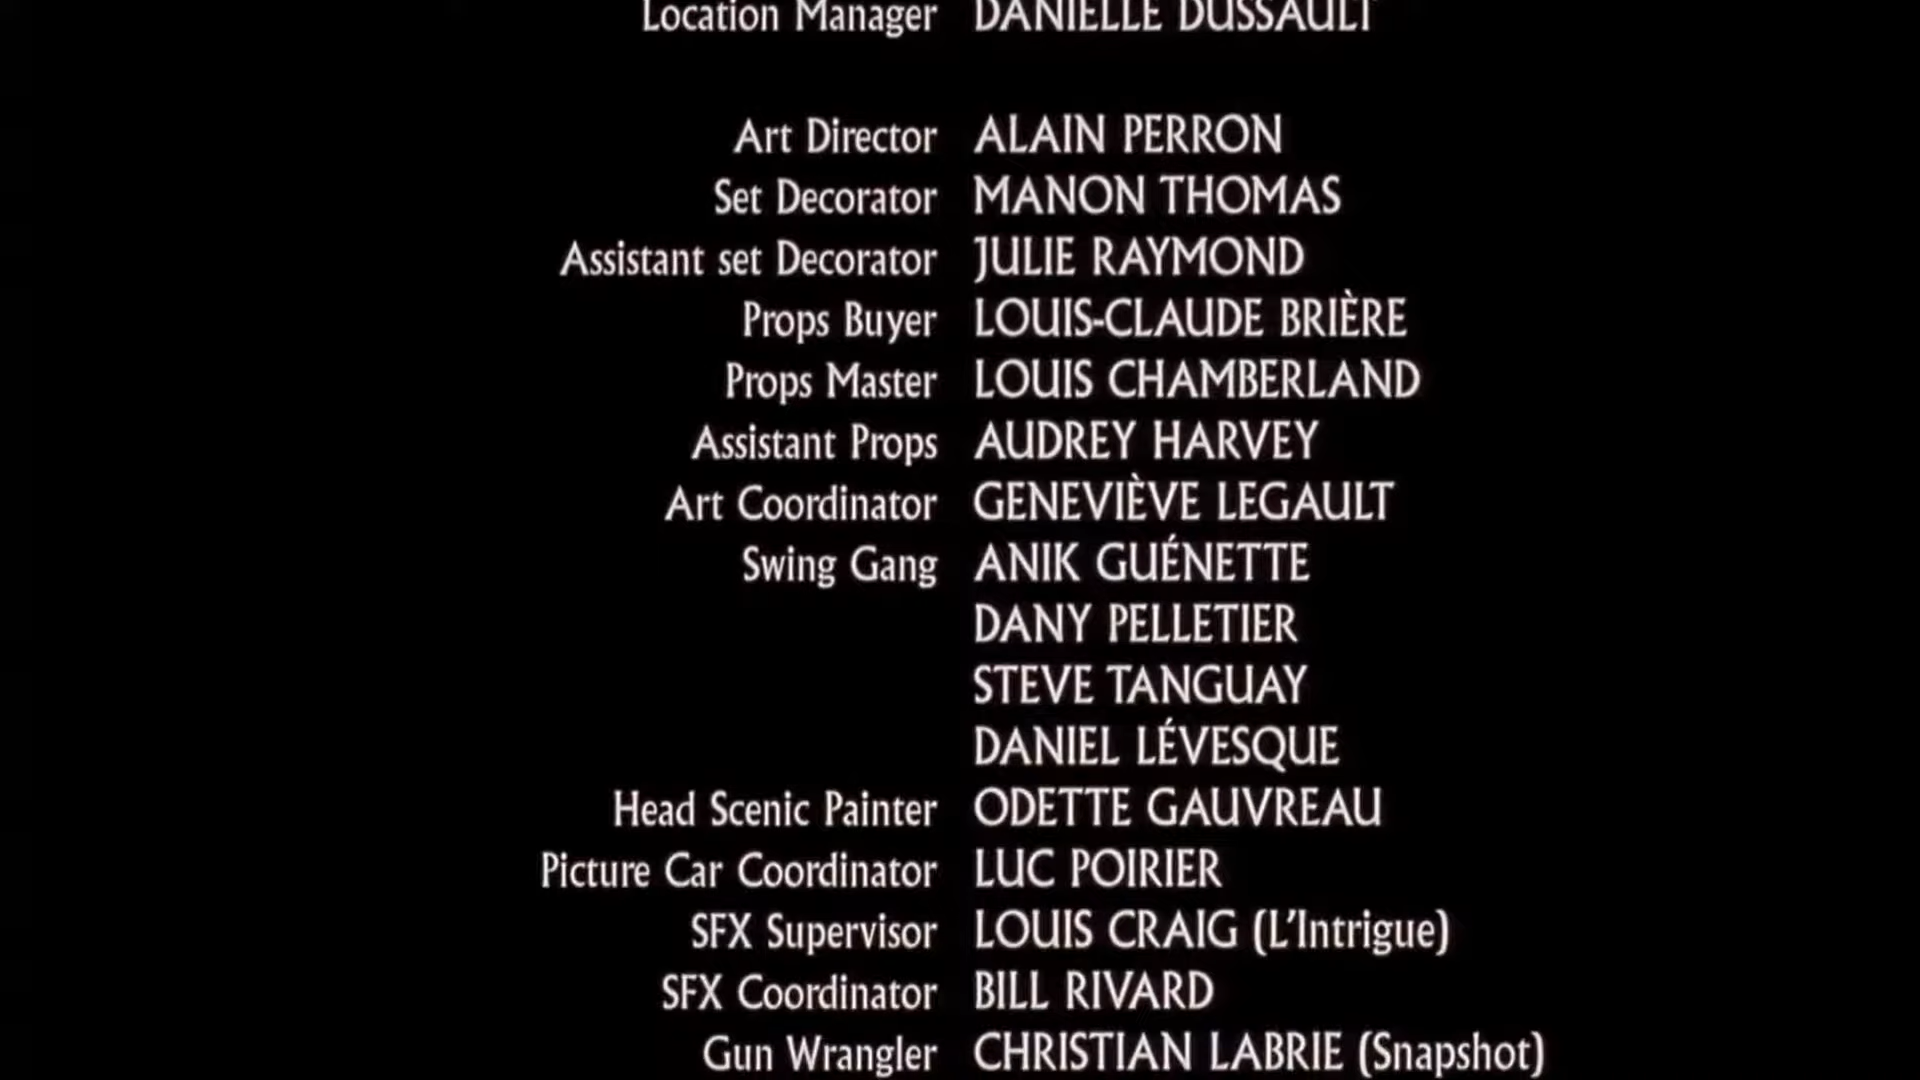 Location Manager DANIELLE DUSSAULT
Art Director ALAIN PERRON
Set Decorator MANON THOMAS
Assistant set Decorator JULIE RAYMOND
Props Buyer LOUIS-CLAUDE BRIÈRE
Props Master LOUIS CHAMBERLAND
Assistant Props AUDREY HARVEY
Art Coordinator GENEVIÈVE LEGAULT
Swing Gang ANIK GUÉNETTE
DANY PELLETIER
STEVE TANGUAY
DANIEL LÉVESQUE
Head Scenic Painter ODETTE GAUVREAU
Picture Car Coordinator LUC POIRIER
SFX Supervisor LOUIS CRAIG (L'Intrigue)
SFX Coordinator BILL RIVARD
Gun Wrangler CHRISTIAN LABRIE (Snapshot)